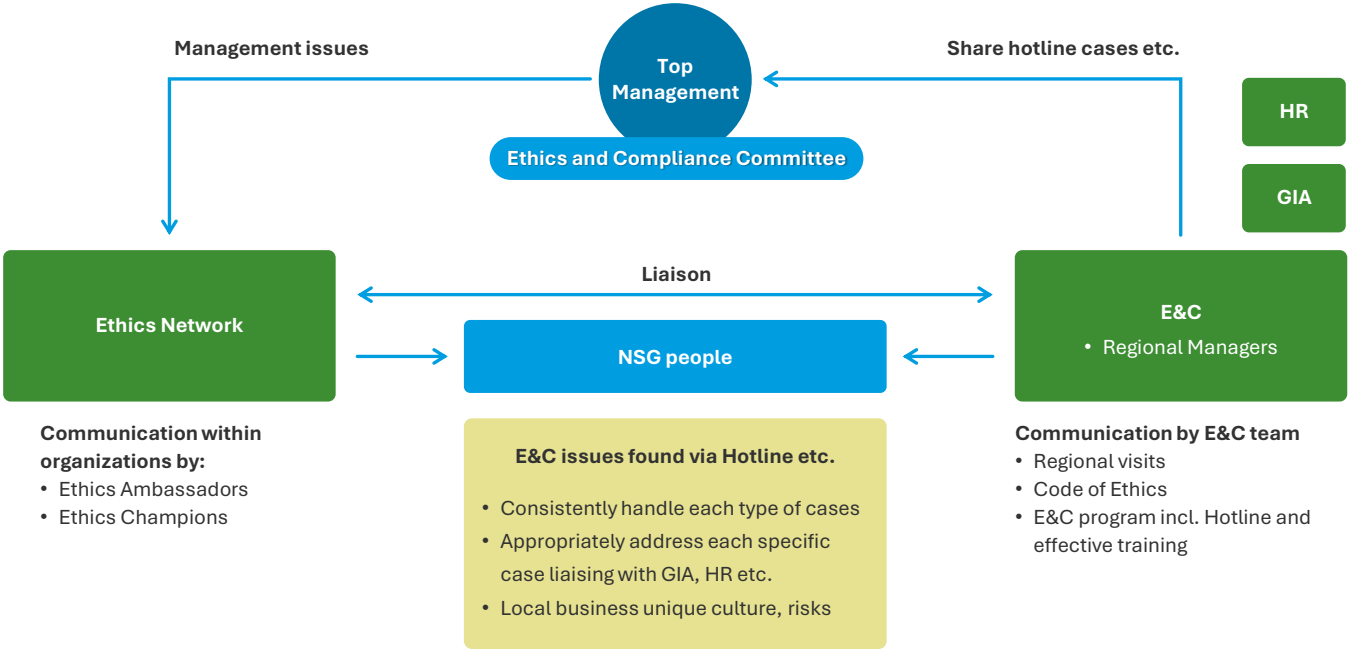 Management issues
Top
Management
Share hotline cases etc.
HR
Ethics and Compliance Committee
GIA
Liaison
Ethics Network
NSG people
E&C
• Regional Managers
Communication within
organizations by:
• Ethics Ambassadors
• Ethics Champions
E&C issues found via Hotline etc.
• Consistently handle each type of cases
• Appropriately address each specific
case liaising with GIA, HR etc.
• Local business unique culture, risks
Communication by E&C team
• Regional visits
• Code of Ethics
• E&C program incl. Hotline and
effective training